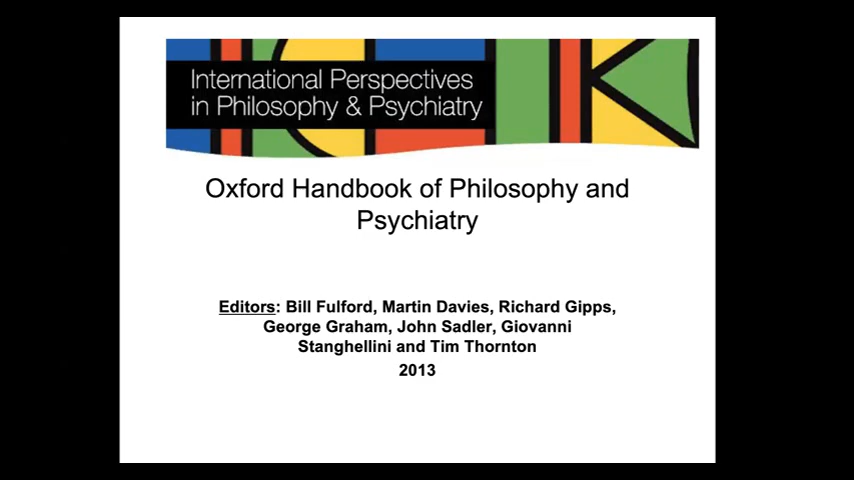 International Perspectives
in Philosophy & Psychiatry
Oxford Handbook of Philosophy and
Psychiatry
Editors: Bill Fulford, Martin Davies, Richard Gipps,
George Graham, John Sadler, Giovanni
Stanghellini and Tim Thornton
2013